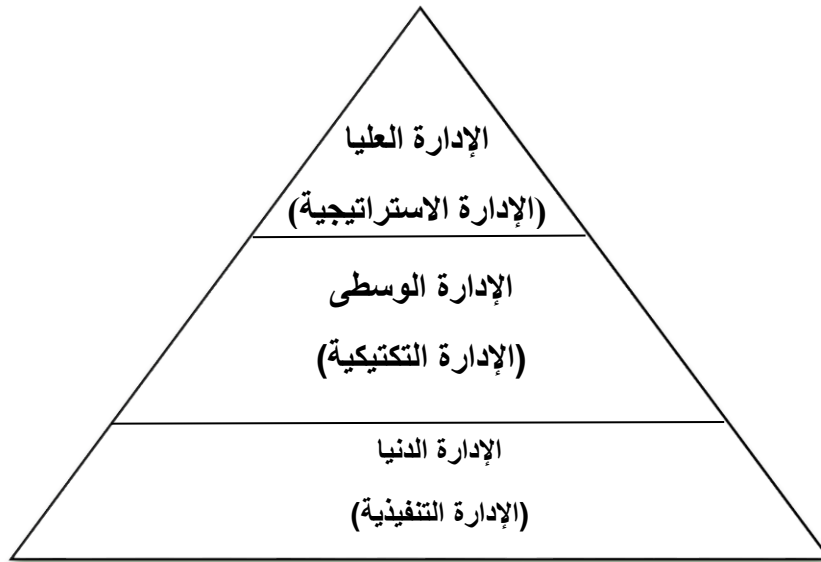 الإدارة العليا
(الإدارة الاستراتيجية)
الإدارة الوسطى
(الإدارة التكتيكية)
الإدارة الدنيا
(الإدارة التنفيذية)